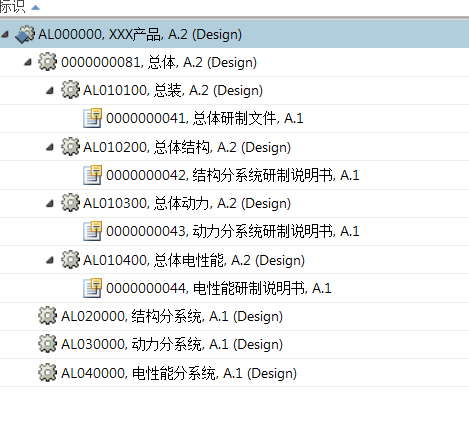 标识
AL000000, XXX产品, A.2 (Design)
0000000081, 总体, A.2 (Design)
AL010100, 总装, A.2 (Design)
0000000041, 总体研制文件, A.1
AL010200, 总体结构, A.2 (Design)
0000000042, 结构分系统研制说明书, A.1
AL010300, 总体动力, A.2 (Design)
0000000043, 动力分系统研制说明书, A.1
AL010400, 总体电性能, A.2 (Design)
0000000044, 电性能研制说明书, A.1
AL020000, 结构分系统, A.1 (Design)
AL030000, 动力分系统, A.1 (Design)
AL040000, 电性能分系统, A.1 (Design)